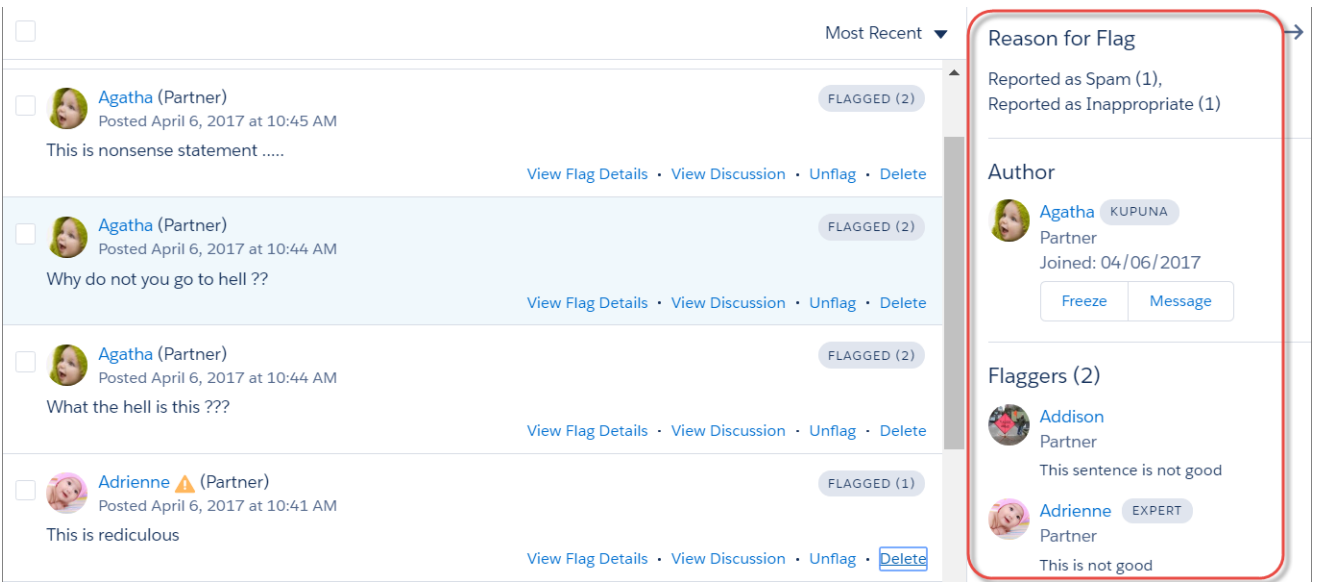 Most Recent
Agatha (Partner)
FLAGGED (2)
Posted April 6, 2017 at 10:45 AM
This is nonsense statement .....
View Flag Details • View Discussion • Unflag • Delete
Agatha (Partner)
FLAGGED (2)
Posted April 6, 2017 at 10:44 AM
Why do not you go to hell ??
View Flag Details • View Discussion • Unflag • Delete
Agatha (Partner)
FLAGGED (2)
Posted April 6, 2017 at 10:44 AM
What the hell is this ???
View Flag Details • View Discussion • Unflag • Delete
Adrienne (Partner)
FLAGGED (1)
Posted April 6, 2017 at 10:41 AM
This is rediculous
View Flag Details • View Discussion • Unflag • Delete
Reason for Flag
Reported as Spam (1),
Reported as Inappropriate (1)
Author
Agatha KUPUNA
Partner
Joined: 04/06/2017
Freeze Message
Flaggers (2)
Addison
Partner
This sentence is not good
Adrienne EXPERT
Partner
This is not good